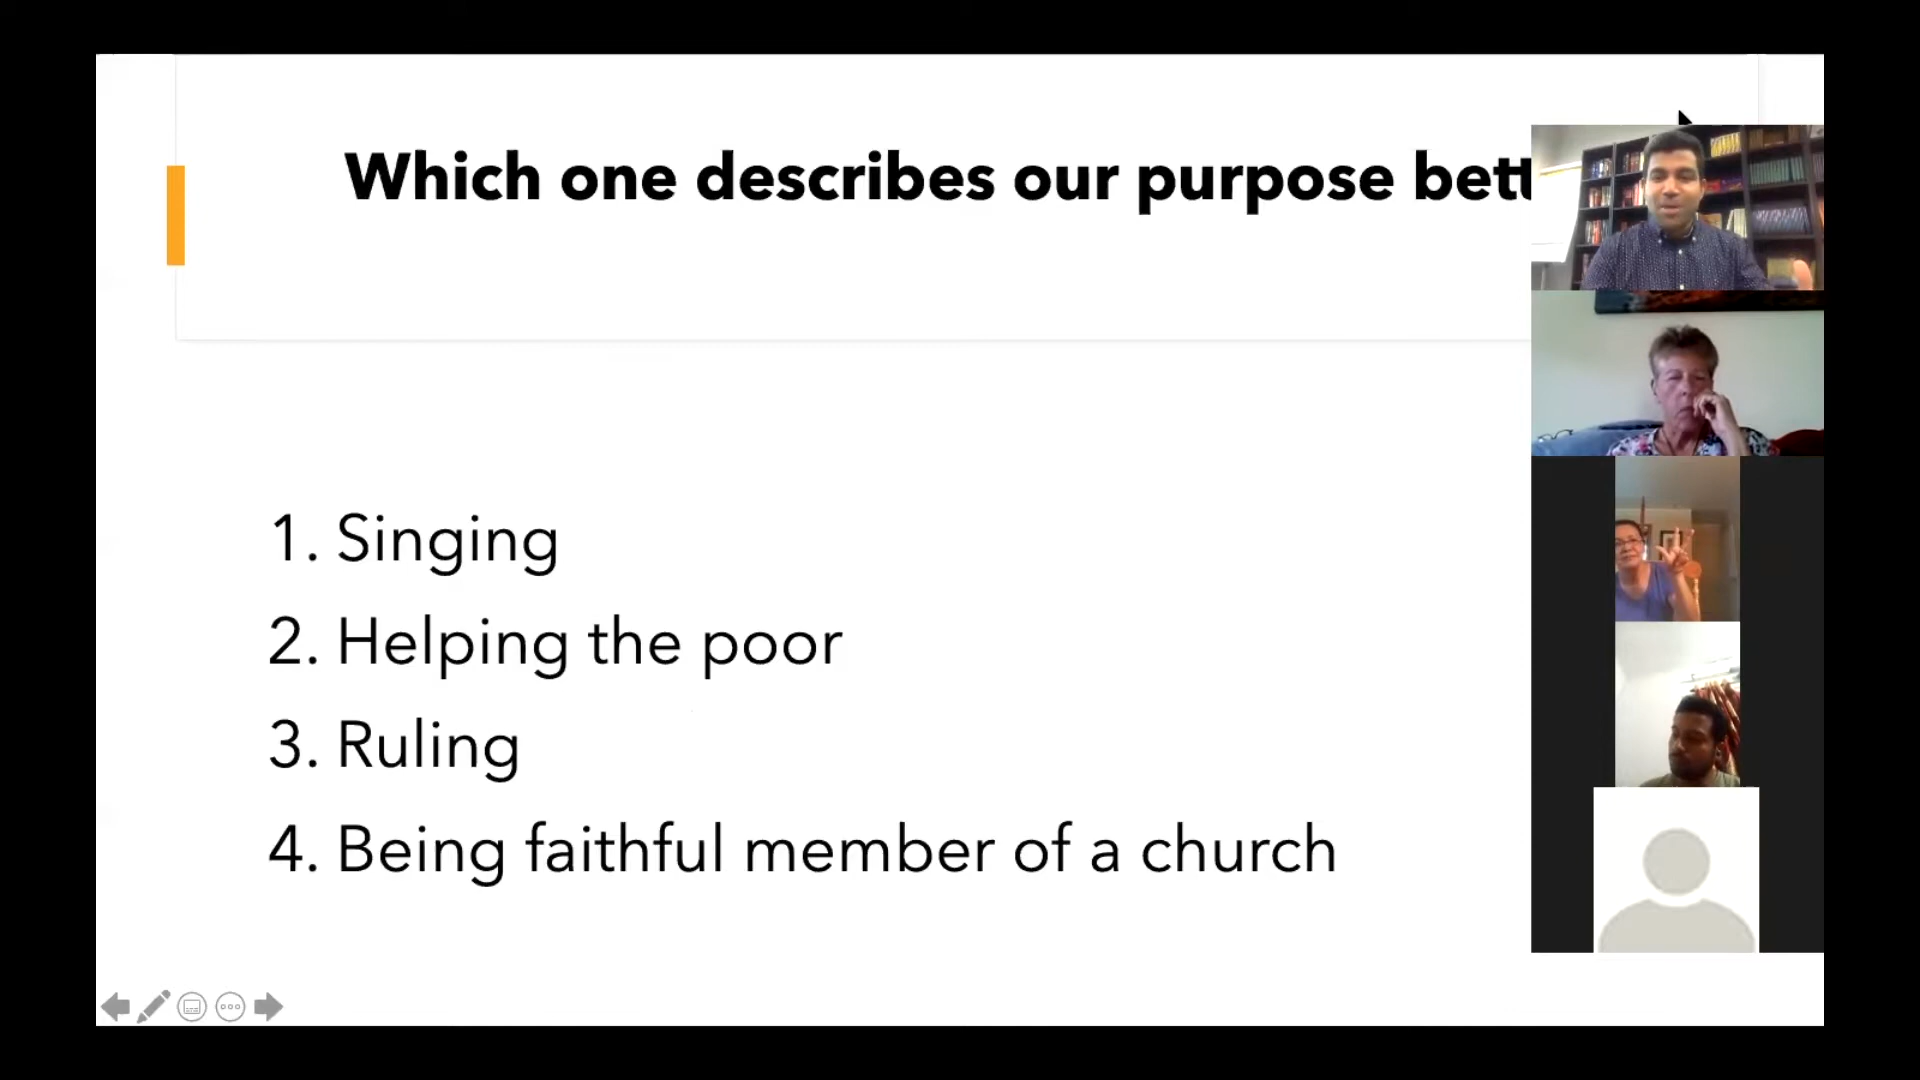 Which one describes our purpose bett
1. Singing
2. Helping the poor
3. Ruling
4. Being faithful member of a church